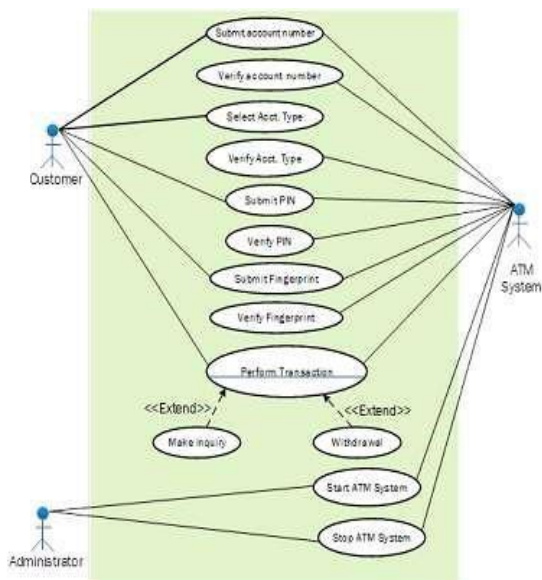 Submit account number
Verify account number
Select Acct. Type
Verify Acct. Type
Customer
Submit PIN
Verify PIN
ATM
System
Submit Fingerprint
Verify Fingerprint
Perform Transaction
<<Extend>>
<<Extend>>
Make inquiry
Withdrawal
Start ATM System
Stop ATM System
Administrator